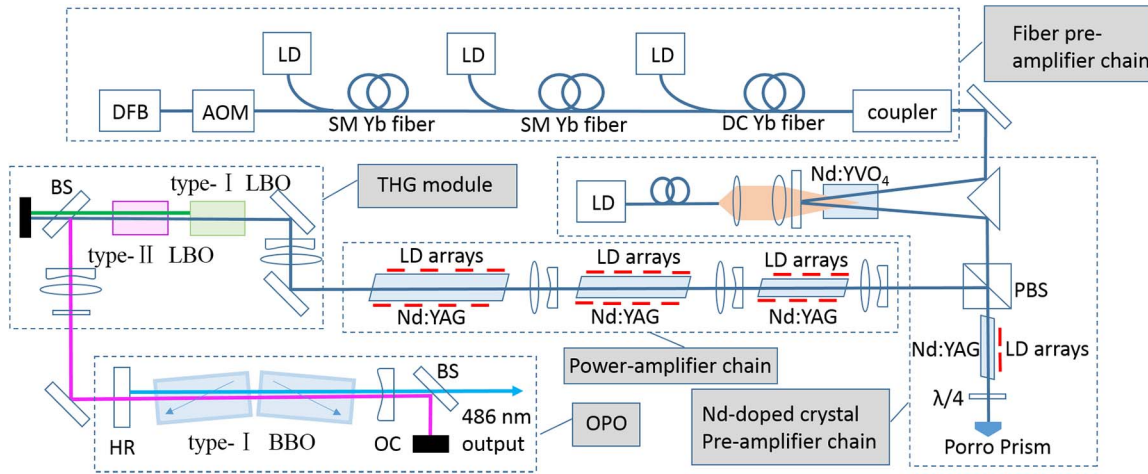 LD
LD
LD
Fiber pre-
amplifier chain
DFB
AOM
SM Yb fiber
SM Yb fiber
DC Yb fiber
coupler
BS
type-Ⅰ LBO
THG module
type-Ⅱ LBO
LD
Nd:YVO4
LD arrays
LD arrays
LD arrays
Nd:YAG
Nd:YAG
Nd:YAG
PBS
Nd:YAG
LD arrays
λ/4
Porro Prism
Power-amplifier chain
Nd-doped crystal
Pre-amplifier chain
BS
486 nm
output
HR
type-Ⅰ BBO
OC
OPO